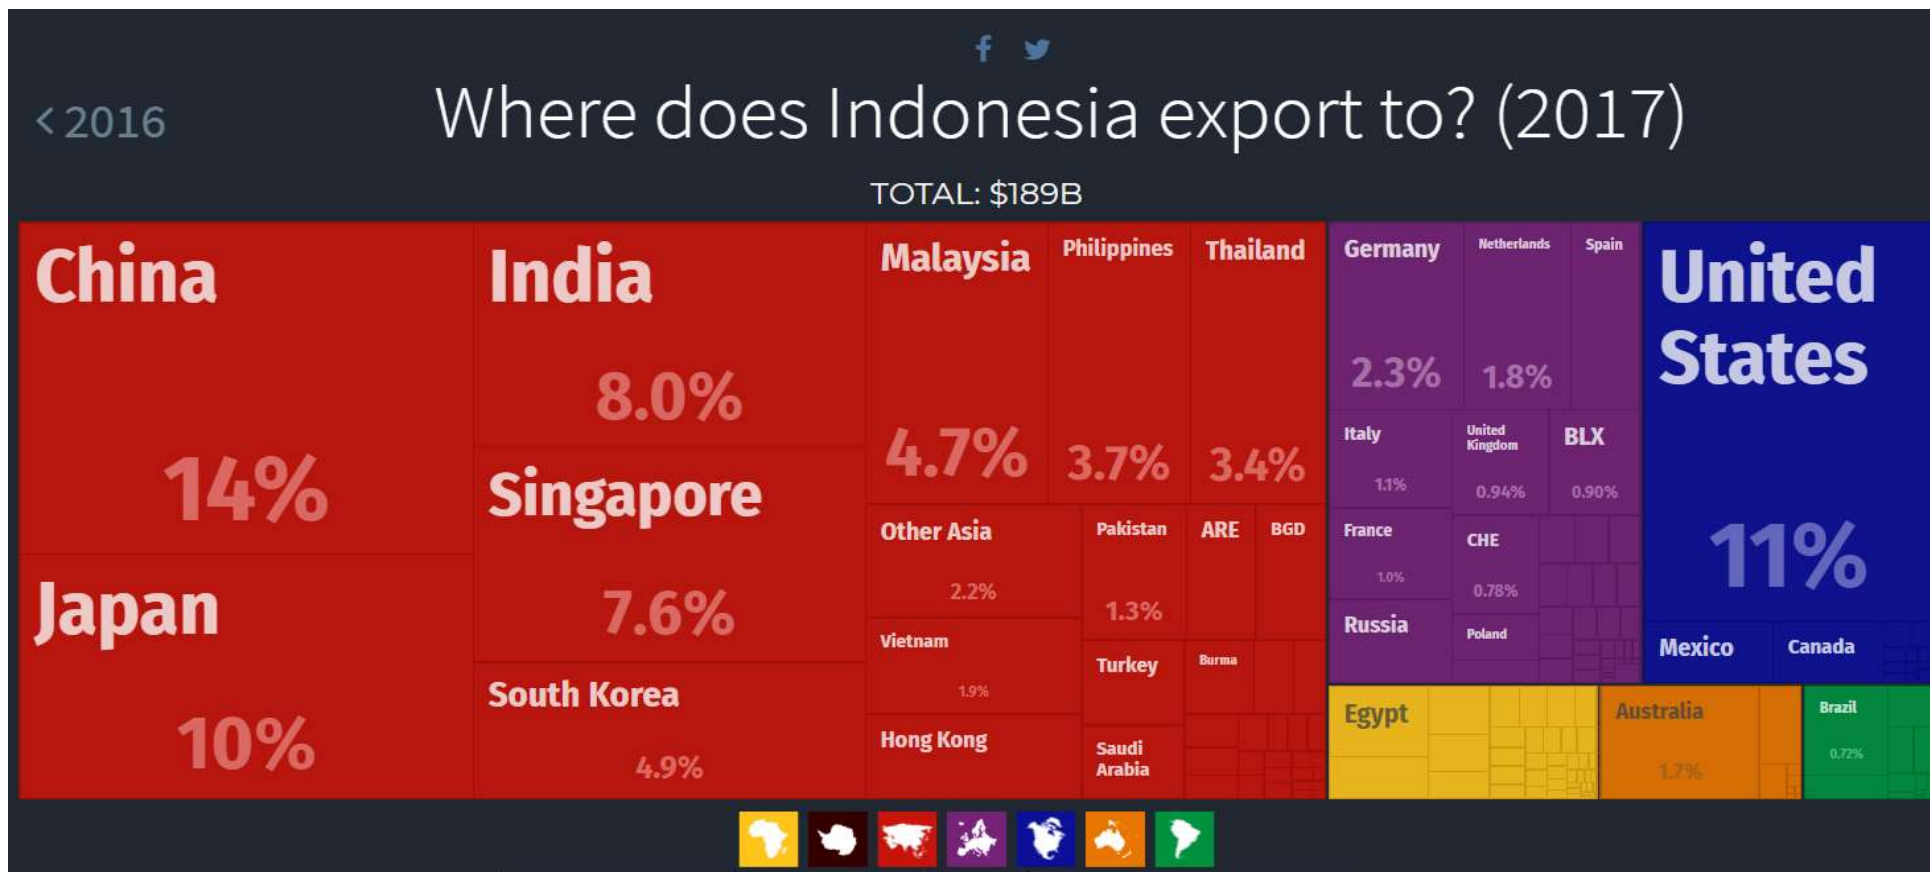 < 2016
Where does Indonesia export to? (2017)
TOTAL: $189B
China
14%
Japan
10%
India
8.0%
Singapore
7.6%
South Korea
4.9%
Malaysia
4.7%
Philippines
3.7%
Thailand
3.4%
Other Asia
2.2%
Vietnam
1.9%
Hong Kong
Pakistan
1.3%
ARE
BGD
Turkey
Burma
Saudi
Arabia
Germany
2.3%
Netherlands
1.8%
Spain
Italy
1.1%
United
Kingdom
0.94%
BLX
0.90%
France
1.0%
CHE
0.78%
Russia
Poland
United
States
11%
Mexico
Canada
Egypt
Australia
1.7%
Brazil
0.72%